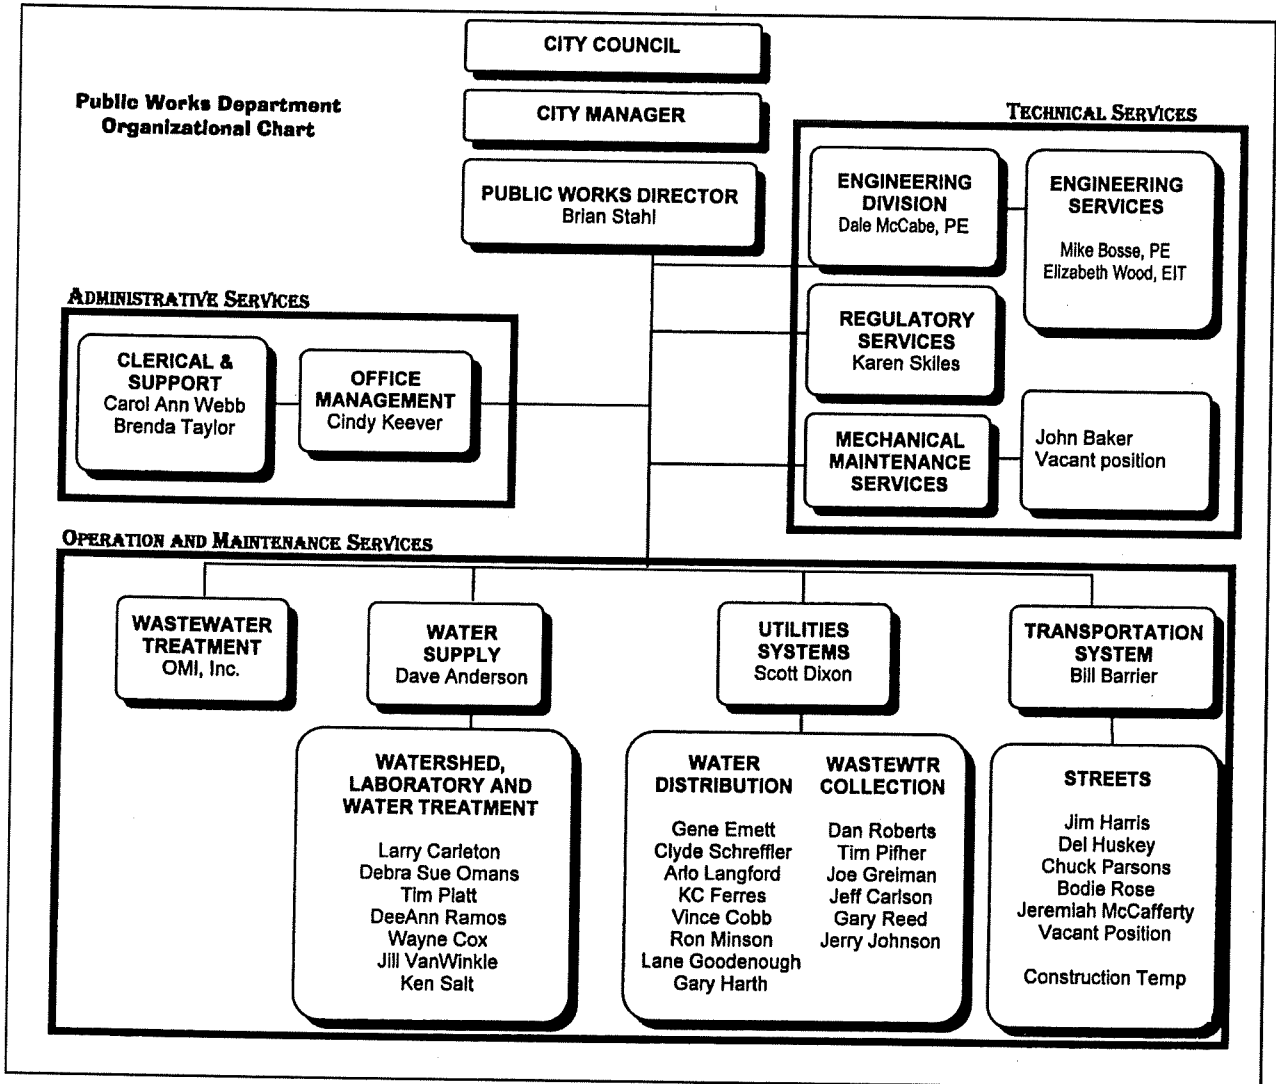 CITY COUNCIL
Public Works Department
Organizational Chart
CITY MANAGER
PUBLIC WORKS DIRECTOR
Brian Stahl
TECHNICAL SERVICES
ENGINEERING
DIVISION
Dale McCabe, PE
ENGINEERING
SERVICES
Mike Bosse, PE
Elizabeth Wood, EIT
REGULATORY
SERVICES
Karen Skiles
MECHANICAL
MAINTENANCE
SERVICES
John Baker
Vacant position
ADMINISTRATIVE SERVICES
CLERICAL &
SUPPORT
Carol Ann Webb
Brenda Taylor
OFFICE
MANAGEMENT
Cindy Keever
OPERATION AND MAINTENANCE SERVICES
WASTEWATER
TREATMENT
OMI, Inc.
WATER
SUPPLY
Dave Anderson
UTILITIES
SYSTEMS
Scott Dixon
TRANSPORTATION
SYSTEM
Bill Barrier
WATERSHED,
LABORATORY AND
WATER TREATMENT
Larry Carleton
Debra Sue Omans
Tim Platt
DeeAnn Ramos
Wayne Cox
Jill VanWinkle
Ken Salt
WATER
DISTRIBUTION
Gene Emett
Clyde Schreffler
Arlo Langford
KC Ferres
Vince Cobb
Ron Minson
Lane Goodenough
Gary Harth
WASTEWTR
COLLECTION
Dan Roberts
Tim Pifher
Joe Greiman
Jeff Carlson
Gary Reed
Jerry Johnson
STREETS
Jim Harris
Del Huskey
Chuck Parsons
Bodie Rose
Jeremiah McCafferty
Vacant Position
Construction Temp